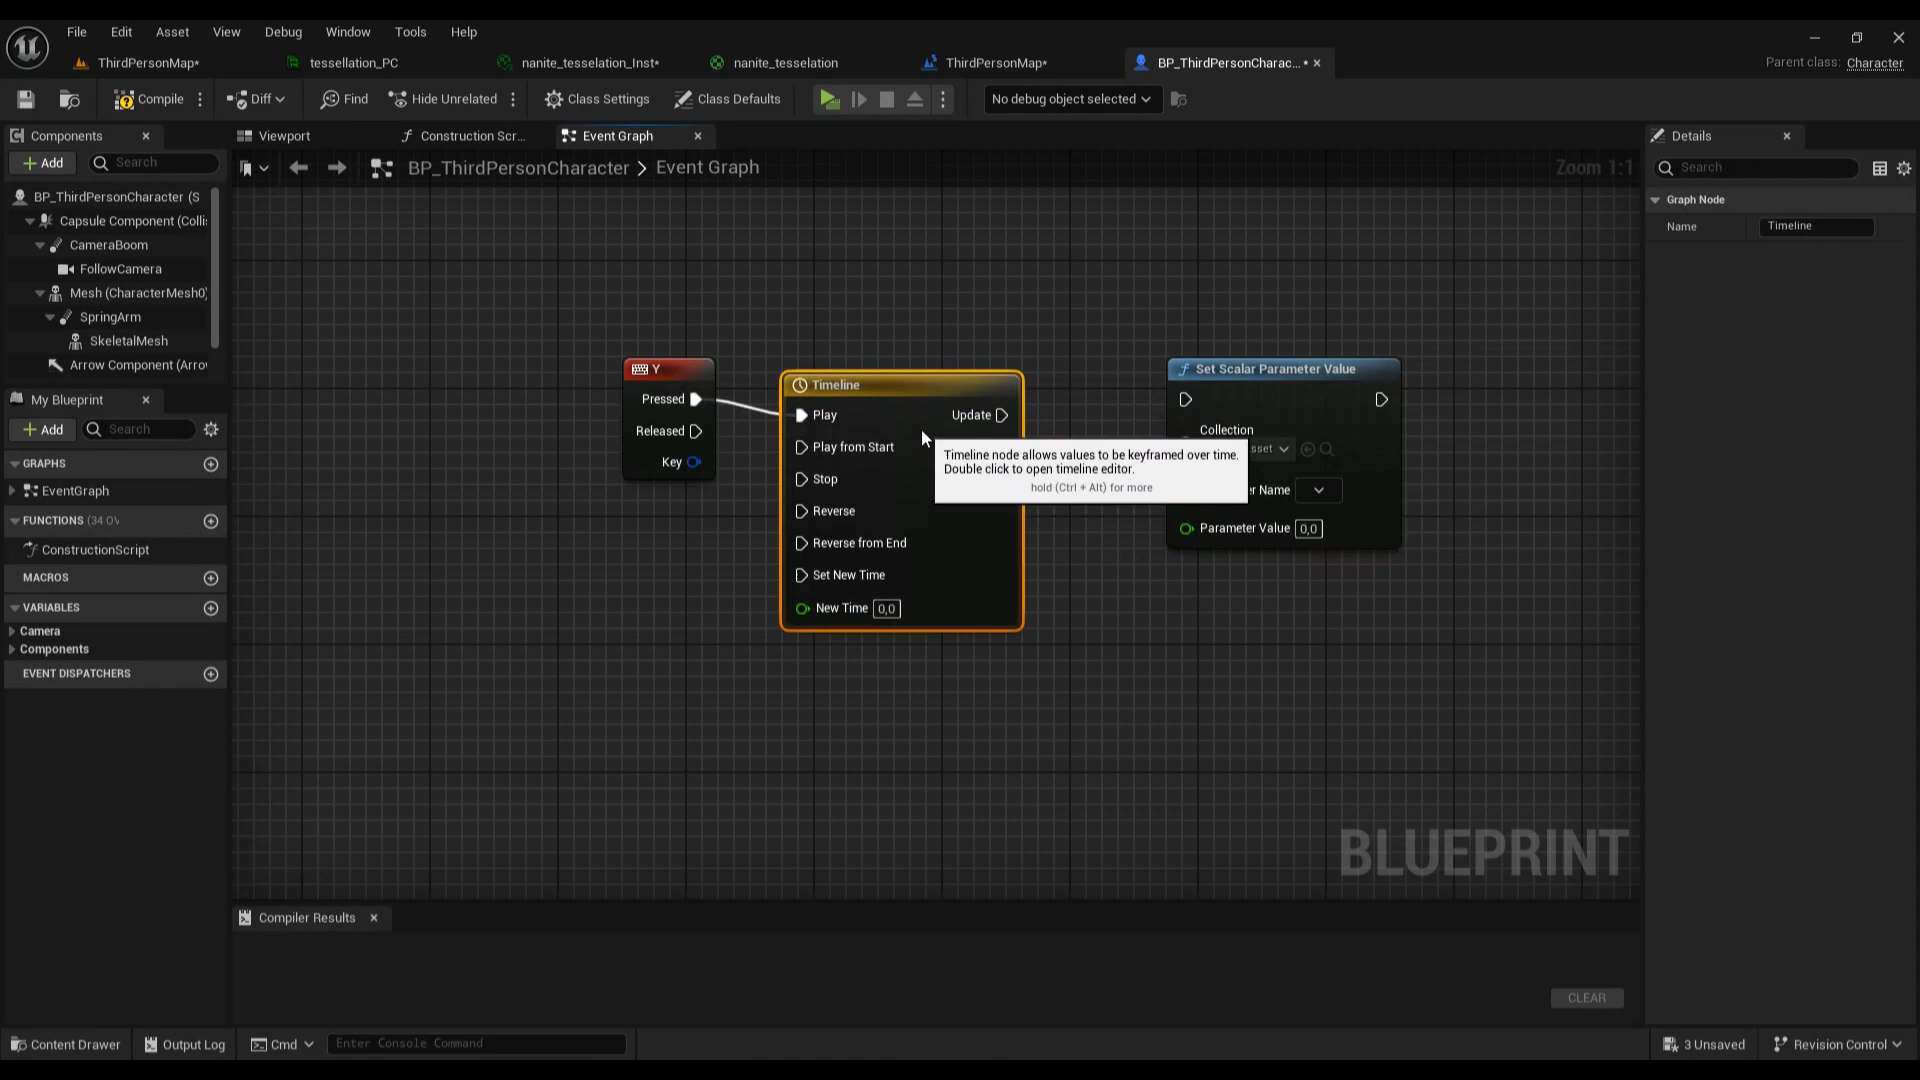 File Edit Asset View Debug Window Tools Help
ThirdPersonMap* tessellation_PC nanite_tesselation_Inst* nanite_tesselation ThirdPersonMap* BP_ThirdPersonCharac... *
Parent class: Character
Compile Diff Find Hide Unrelated Class Settings Class Defaults No debug object selected
Components
Add Search
BP_ThirdPersonCharacter (S
Capsule Component (Colli
CameraBoom
FollowCamera
Mesh (CharacterMesh0)
SpringArm
SkeletalMesh
Arrow Component (Arro
My Blueprint
Add Search
GRAPHS
EventGraph
FUNCTIONS (34 OV
ConstructionScript
MACROS
VARIABLES
Camera
Components
EVENT DISPATCHERS
Viewport Construction Scr... Event Graph
BP_ThirdPersonCharacter > Event Graph
Zoom 1:1
Y
Pressed
Released
Key
Timeline
Play Update
Play from Start
Stop
Reverse
Reverse from End
Set New Time
New Time 0,0
Timeline node allows values to be keyframed over time.
Double click to open timeline editor.
hold (Ctrl + Alt) for more
Set Scalar Parameter Value
Collection
sset
r Name
Parameter Value 0,0
BLUEPRINT
Compiler Results
CLEAR
Details
Search
Graph Node
Name Timeline
Content Drawer Output Log Cmd Enter Console Command 3 Unsaved Revision Control